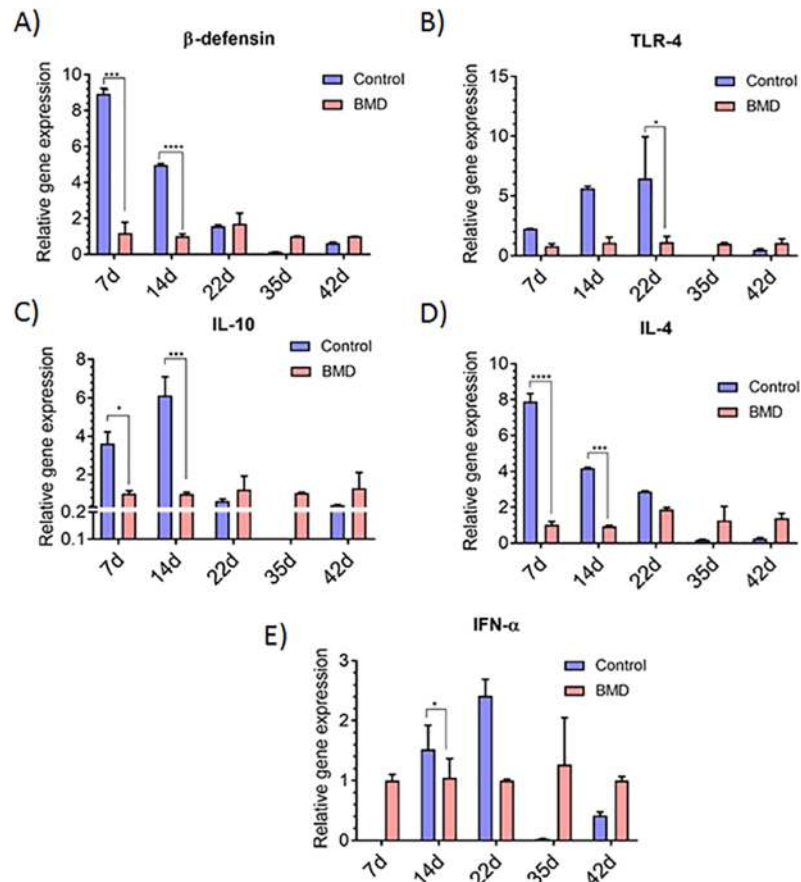 A)
β-defensin
Relative gene expression
10
8
6
4
2
0
***
****
Control
BMD
7d
14d
22d
35d
42d
B)
TLR-4
Relative gene expression
15
10
5
0
*
Control
BMD
7d
14d
22d
35d
42d
C)
IL-10
Relative gene expression
8
6
4
2
0.2
0.1
*
***
Control
BMD
7d
14d
22d
35d
42d
D)
IL-4
Relative gene expression
10
8
6
4
2
0
****
***
Control
BMD
7d
14d
22d
35d
42d
E)
IFN-α
Relative gene expression
3
2
1
0
*
Control
BMD
7d
14d
22d
35d
42d